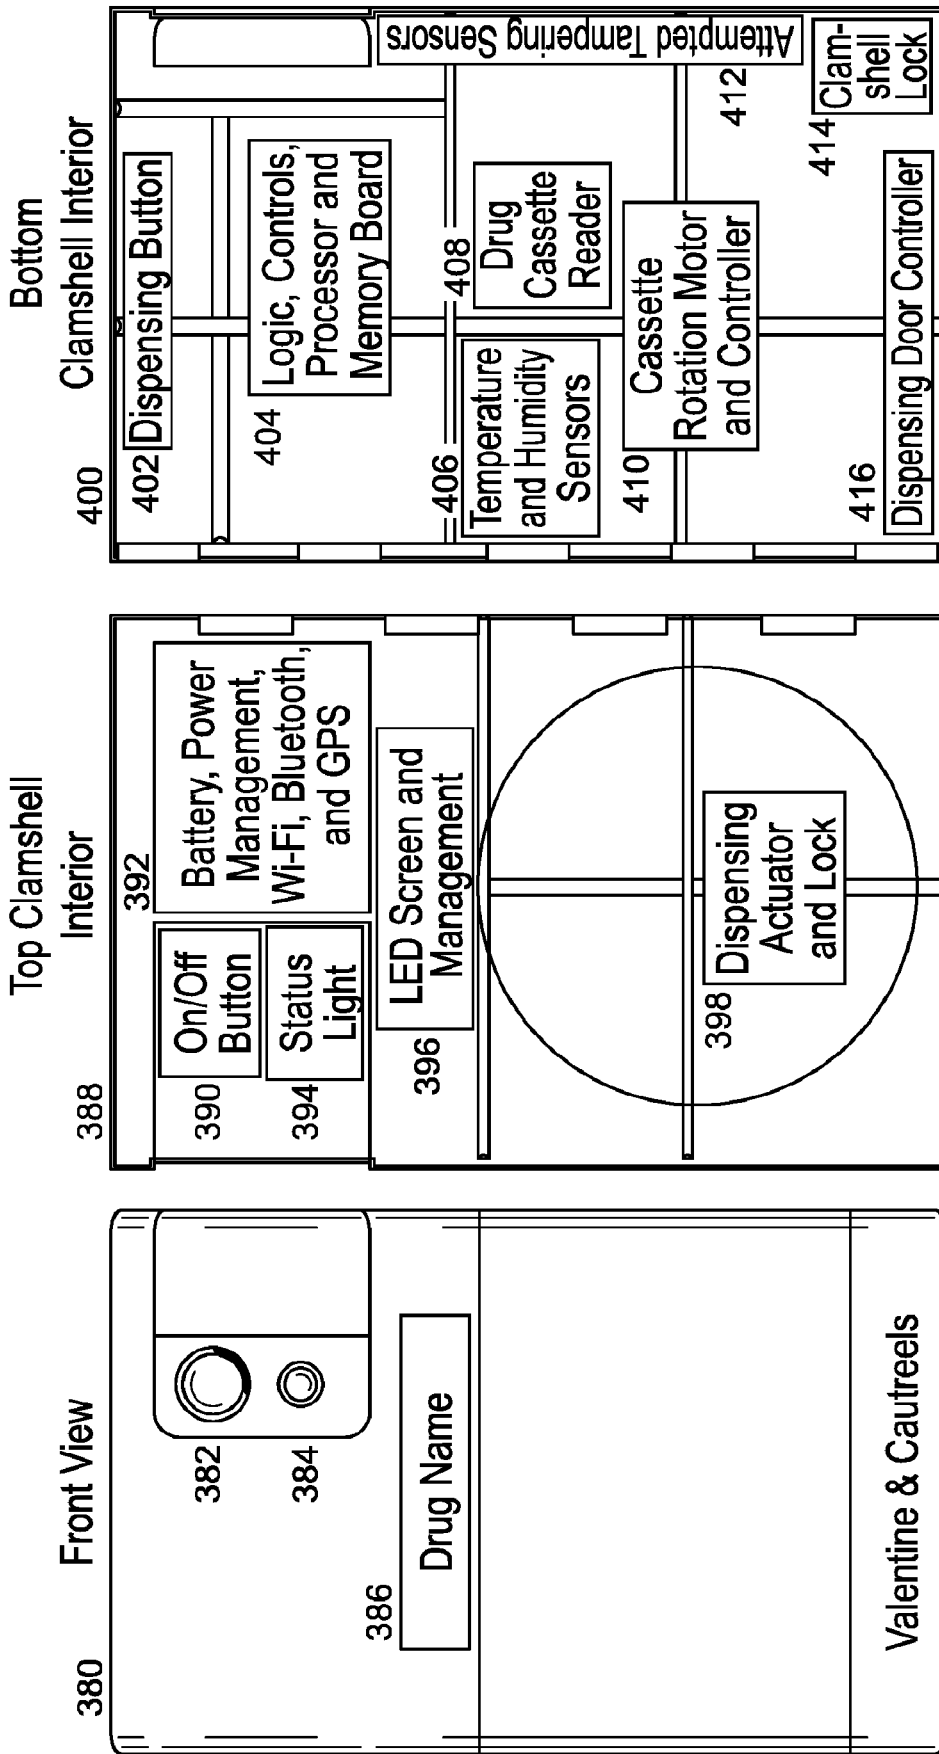 Front View
380
382
384
386
Drug Name
Valentine & Cautreels
Top Clamshell
Interior
388
392
390
On/Off
Button
Battery, Power
Management,
Wi-Fi, Bluetooth,
and GPS
394
Status
Light
396
LED Screen and
Management
398
Dispensing
Actuator
and Lock
Bottom
Clamshell Interior
400
402
Dispensing Button
404
Logic, Controls,
Processor and
Memory Board
406
Temperature
and Humidity
Sensors
408
Drug
Cassette
Reader
410
Cassette
Rotation Motor
and Controller
412
Attempted Tampering Sensors
414
Clam-
shell
Lock
416
Dispensing Door Controller